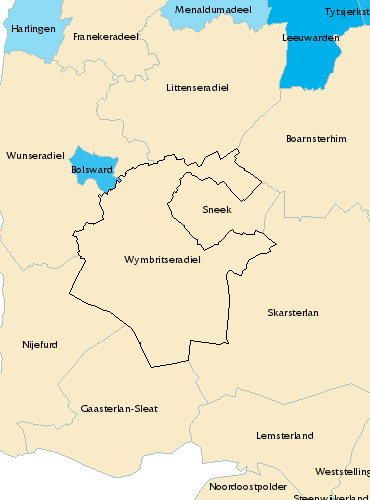 Menaldumadeel
Tytsjerkst
Harlingen
Franekeradeel
Leeuwarden
Littenseradiel
Boarnsterhim
Wunseradiel
Bolsward
Sneek
Wymbritseradiel
Skarsterlan
Nijefurd
Gaasterlan-Sleat
Lemsterland
Weststelling
Noordoostpolder
Steenwijkerland